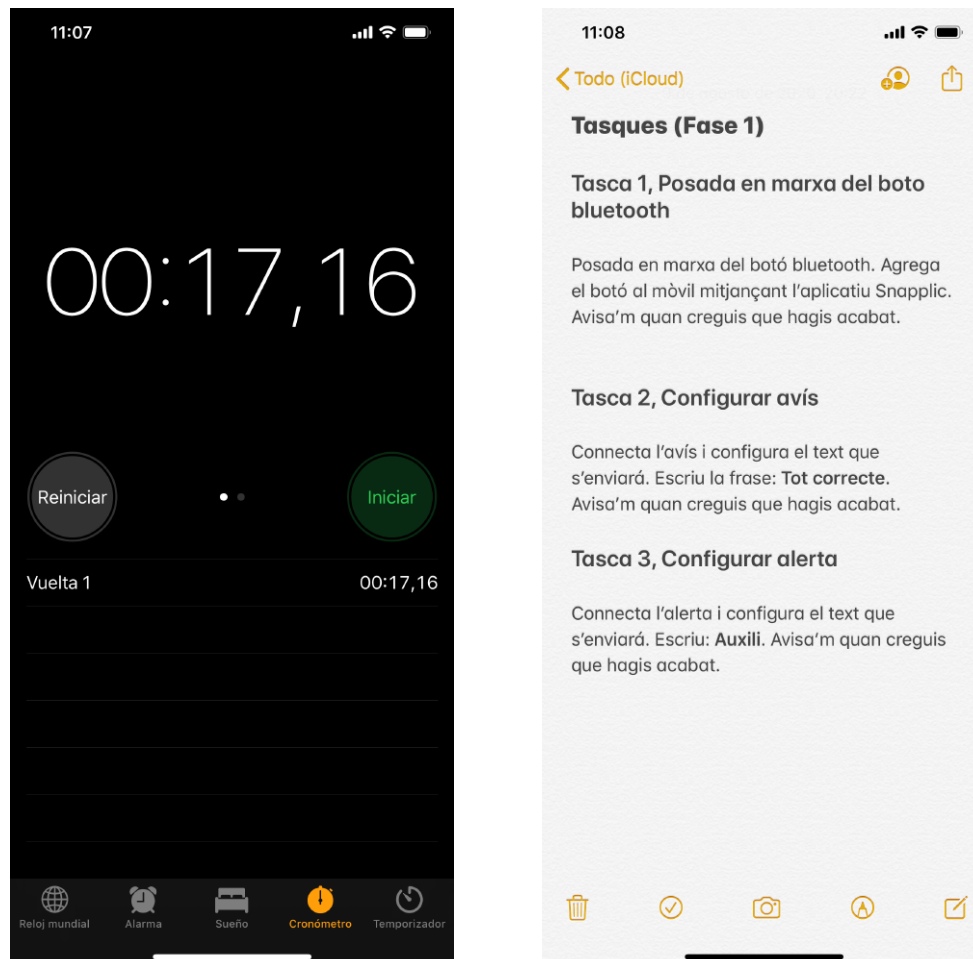 11:07
00:17,16
Reiniciar
Iniciar
Vuelta 1 00:17,16
Reloj mundial Alarma Sueño Cronómetro Temporizador
11:08
Todo (iCloud)
Tasques (Fase 1)
Tasca 1, Posada en marxa del boto
bluetooth
Posada en marxa del botó bluetooth. Agrega
el botó al mòvil mitjançant l'aplicatiu Snapplic.
Avisa'm quan creguis que hagis acabat.
Tasca 2, Configurar avís
Connecta l'avís i configura el text que
s'enviará. Escriu la frase: Tot correcte.
Avisa'm quan creguis que hagis acabat.
Tasca 3, Configurar alerta
Connecta l'alerta i configura el text que
s'enviará. Escriu: Auxili. Avisa'm quan creguis
que hagis acabat.